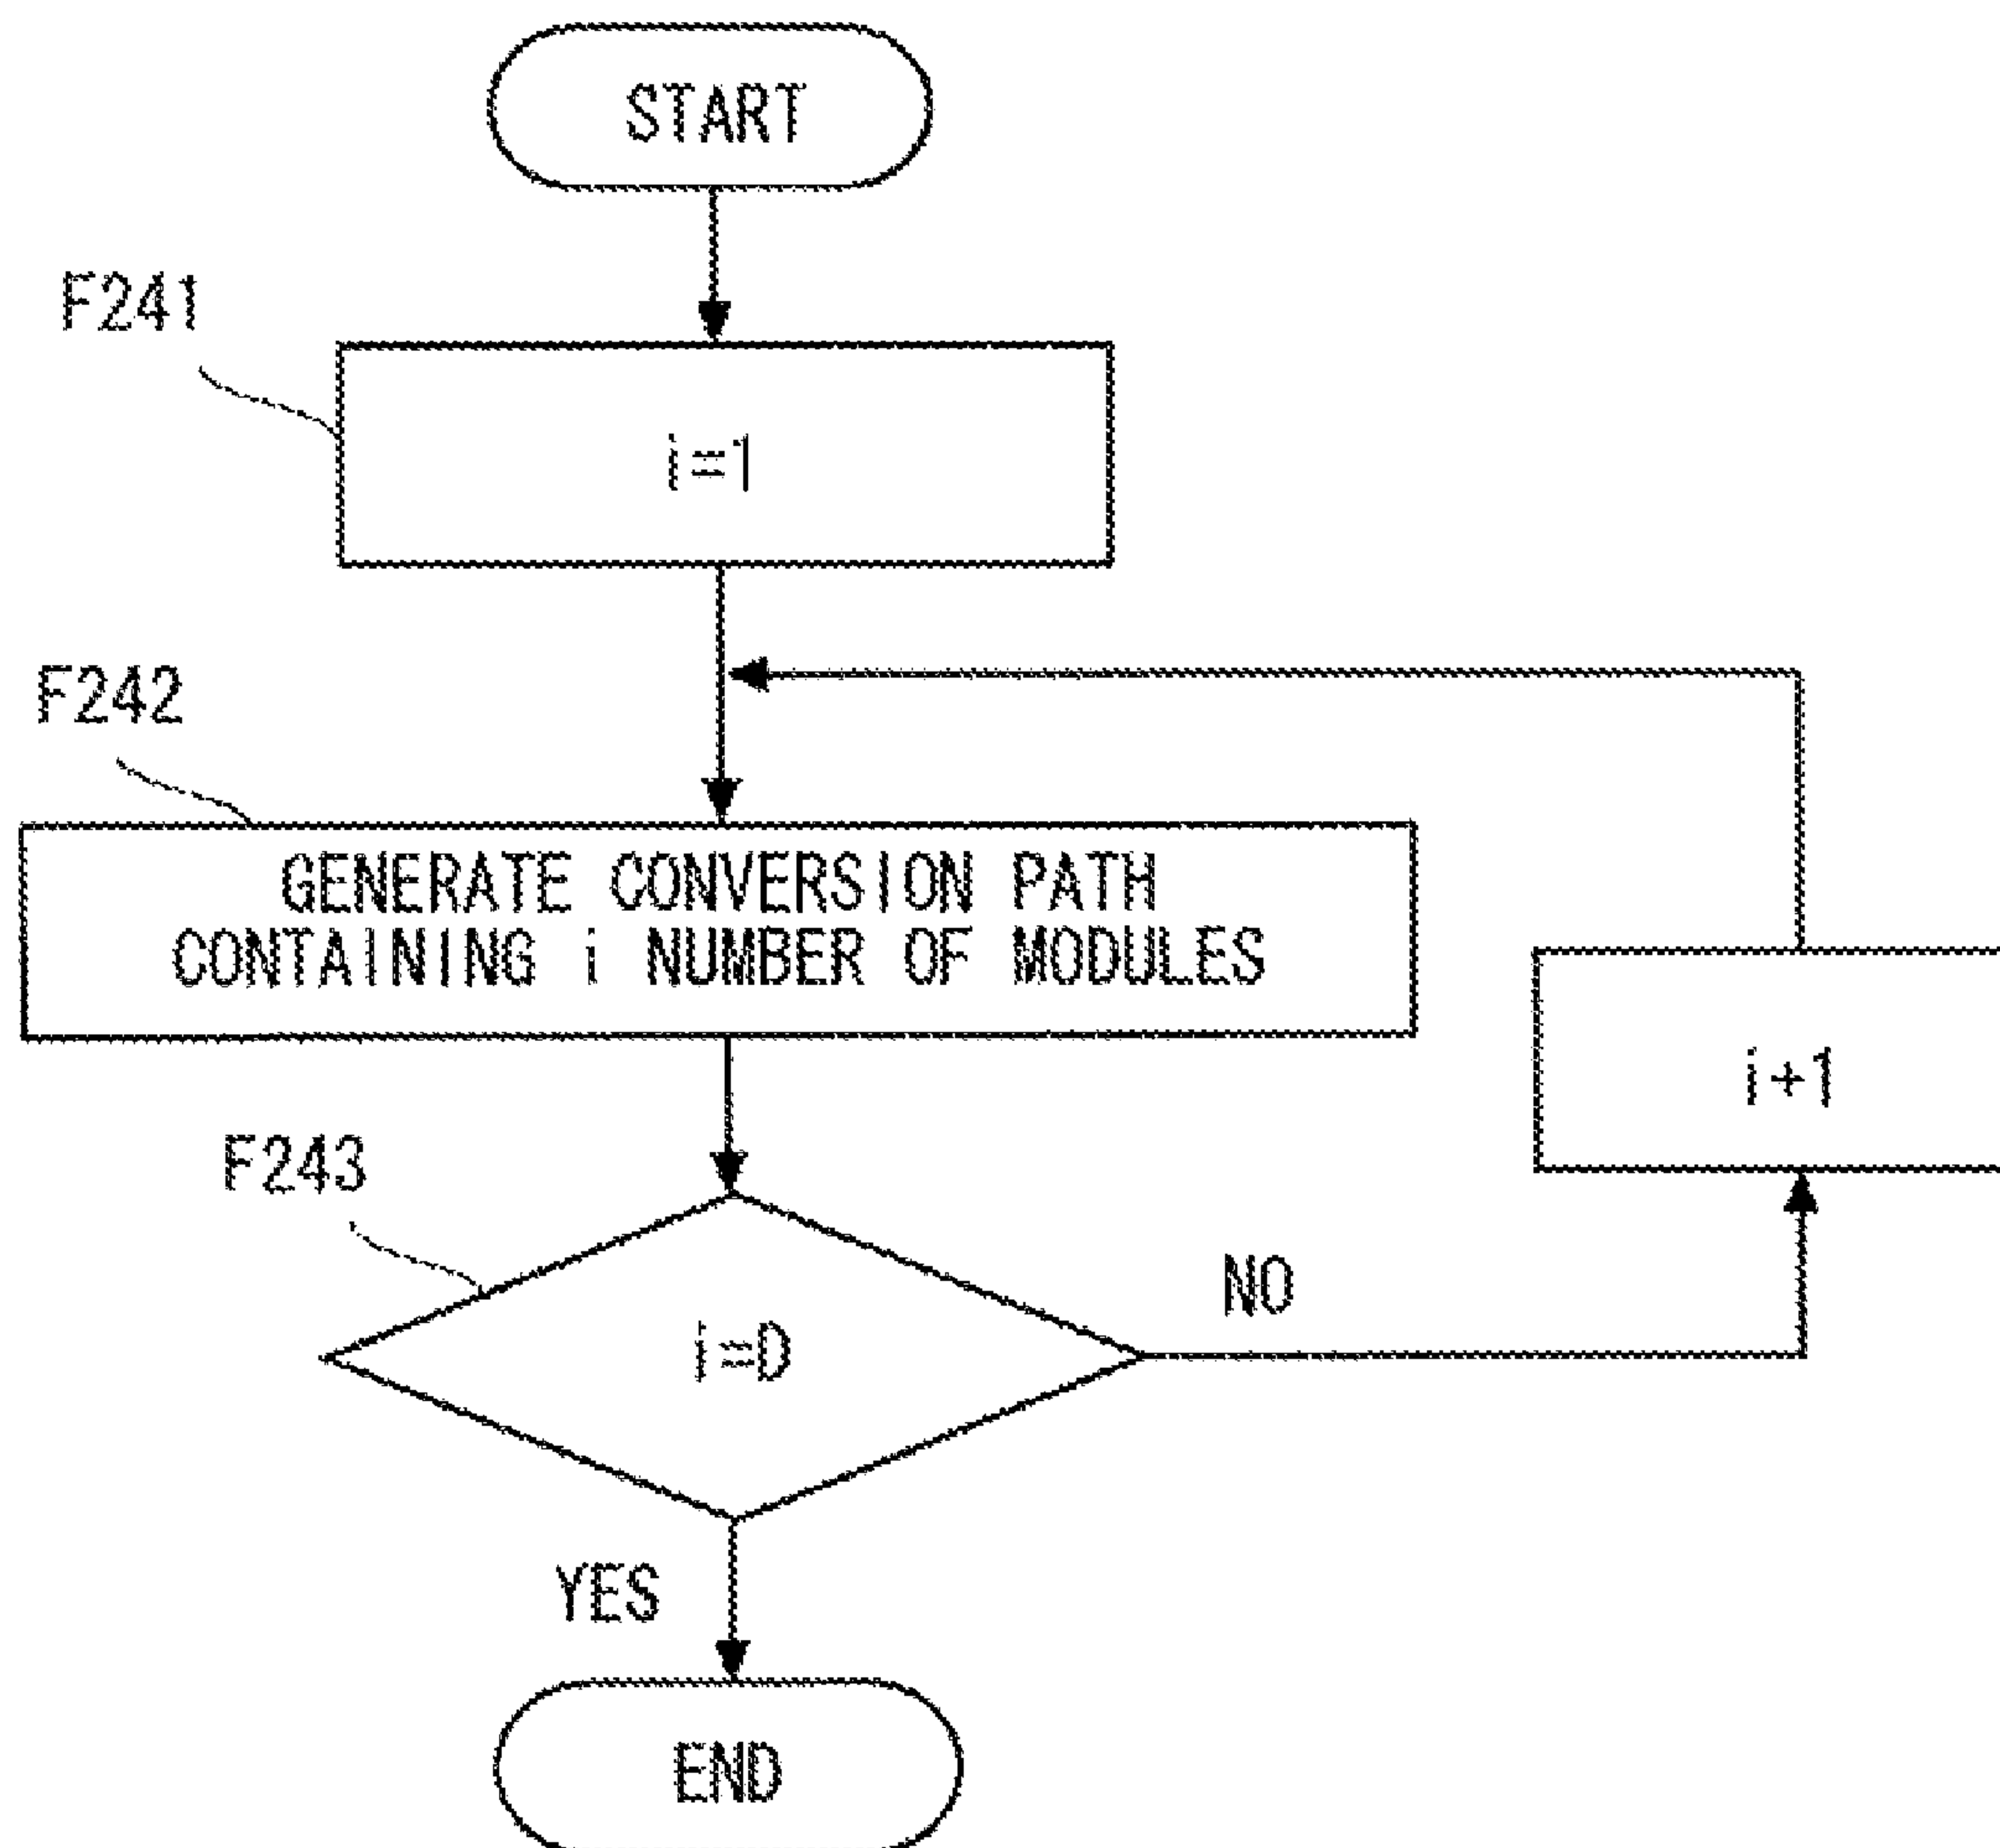 START
F241
i=1
F242
GENERATE CONVERSION PATH
CONTAINING i NUMBER OF MODULES
i+1
F243
NO
i=D
YES
END